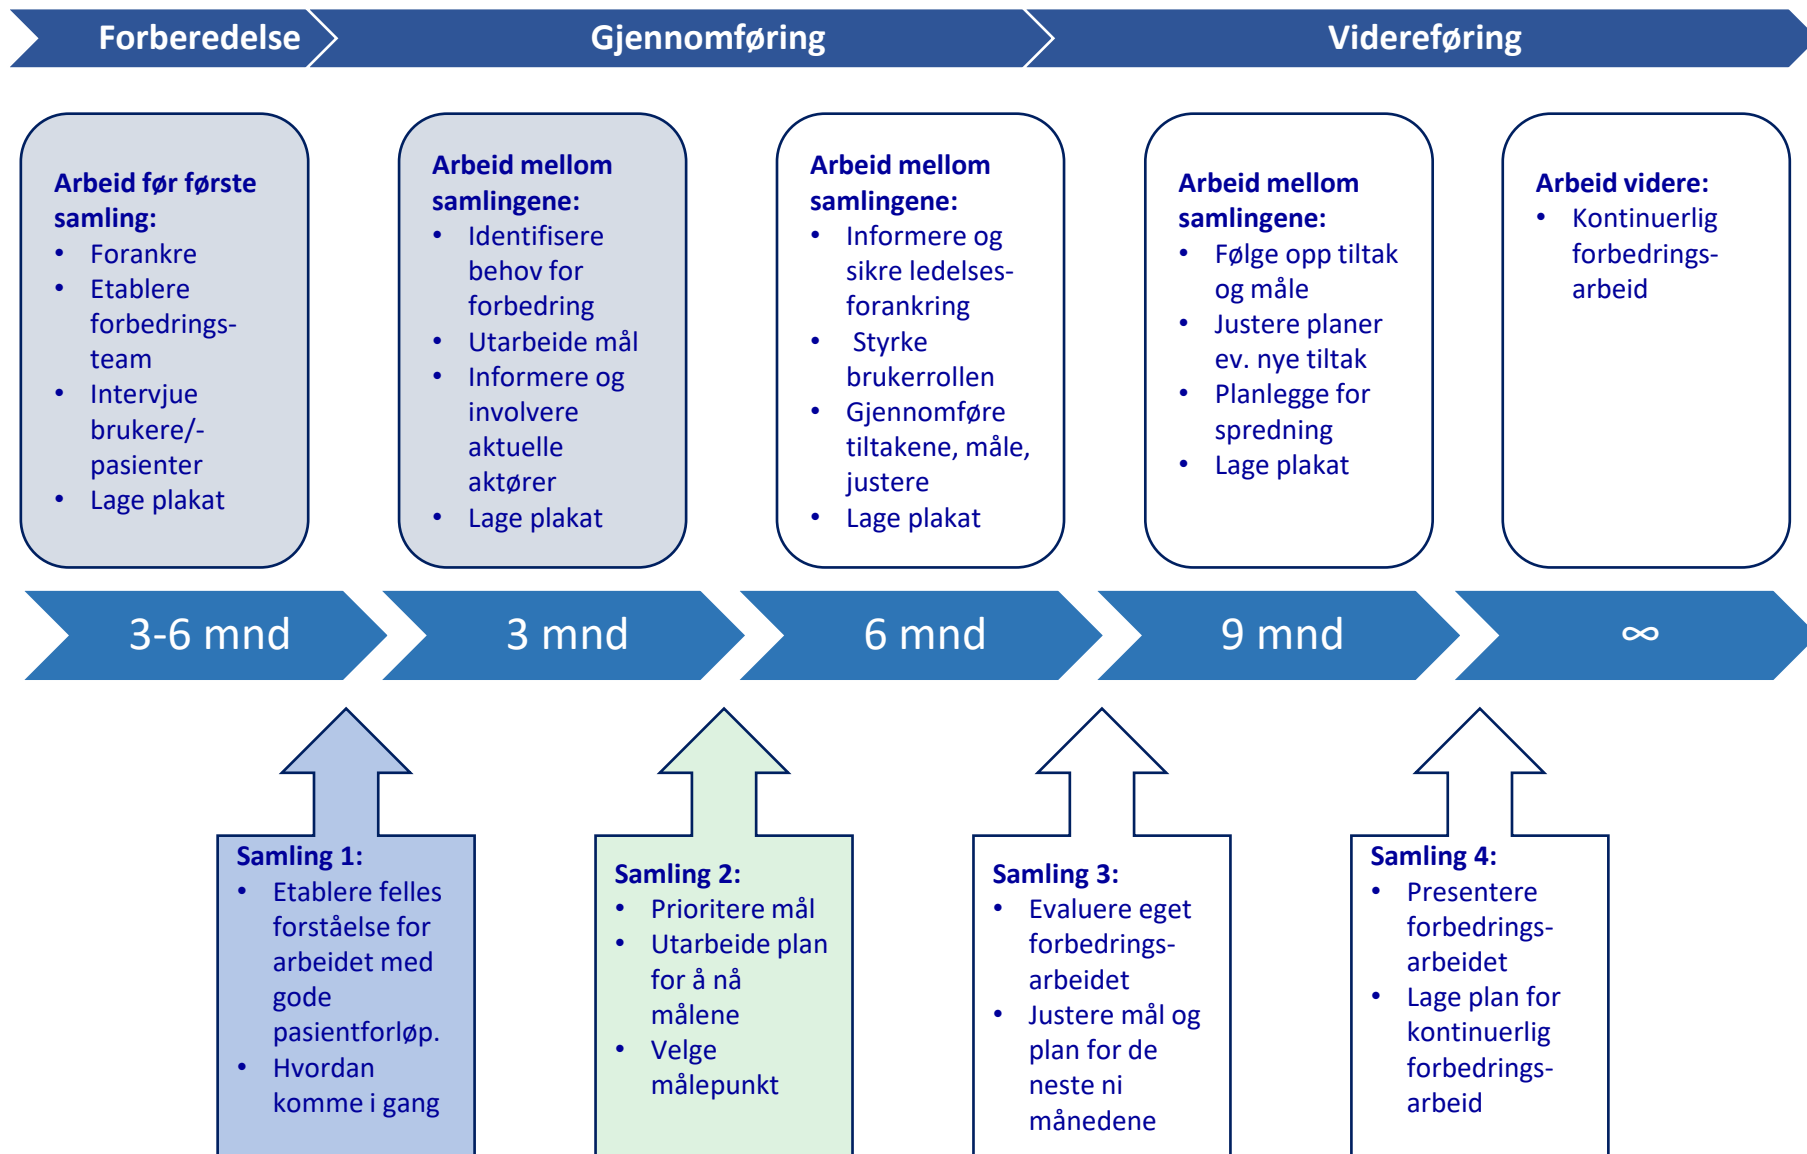 Forberedelse
Gjennomføring
Videreføring
Arbeid før første
samling:
• Forankre
• Etablere
forbedrings-
team
• Intervjue
brukere/-
pasienter
• Lage plakat
Arbeid mellom
samlingene:
• Identifisere
behov for
forbedring
• Utarbeide mål
• Informere og
involvere
aktuelle
aktører
• Lage plakat
Arbeid mellom
samlingene:
• Informere og
sikre ledelses-
forankring
• Styrke
brukerrollen
• Gjennomføre
tiltakene, måle,
justere
• Lage plakat
Arbeid mellom
samlingene:
• Følge opp tiltak
og måle
• Justere planer
ev. nye tiltak
• Planlegge for
spredning
• Lage plakat
Arbeid videre:
• Kontinuerlig
forbedrings-
arbeid
3-6 mnd
3 mnd
6 mnd
9 mnd
∞
Samling 1:
• Etablere felles
forståelse for
arbeidet med
gode
pasientforløp.
• Hvordan
komme i gang
Samling 2:
• Prioritere mål
• Utarbeide plan
for å nå
målene
• Velge
målepunkt
Samling 3:
• Evaluere eget
forbedrings-
arbeidet
• Justere mål og
plan for de
neste ni
månedene
Samling 4:
• Presentere
forbedrings-
arbeidet
• Lage plan for
kontinuerlig
forbedrings-
arbeid